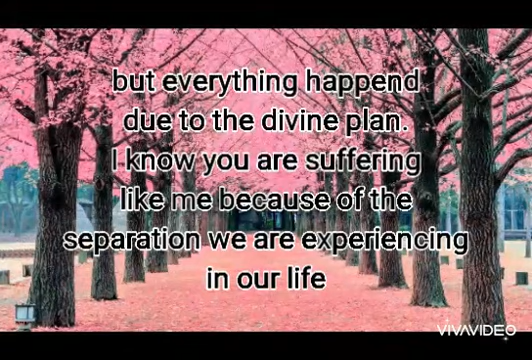 but everything happend
due to the divine plan.
I know you are suffering
like me because of the
separation we are experiencing
in our life
VIVAVIDEO